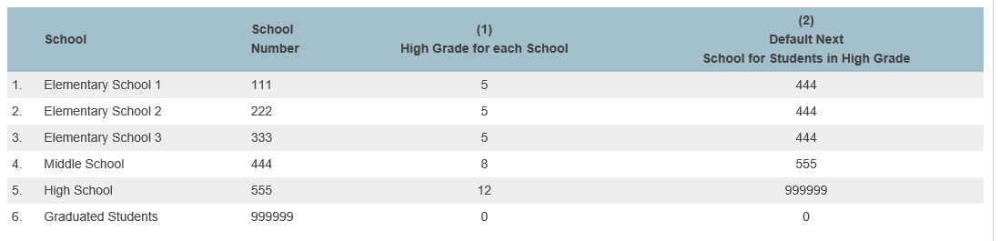 School School Number (1) High Grade for each School (2) Default Next School for Students in High Grade
1. Elementary School 1 111 5 444
2. Elementary School 2 222 5 444
3. Elementary School 3 333 5 444
4. Middle School 444 8 555
5. High School 555 12 999999
6. Graduated Students 999999 0 0